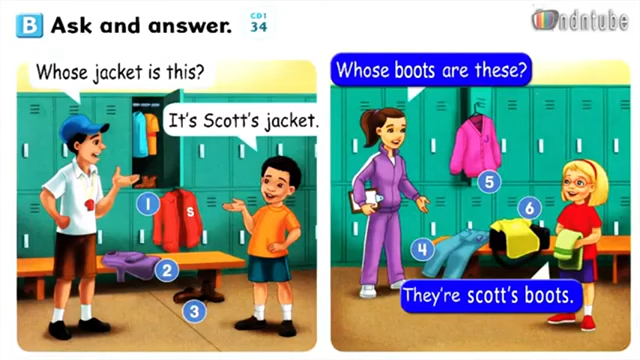 B Ask and answer. CD1
34
ndntube
Whose jacket is this?
It's Scott's jacket.
1
S
2
3
Whose boots are these?
5
6
4
They're scott's boots.